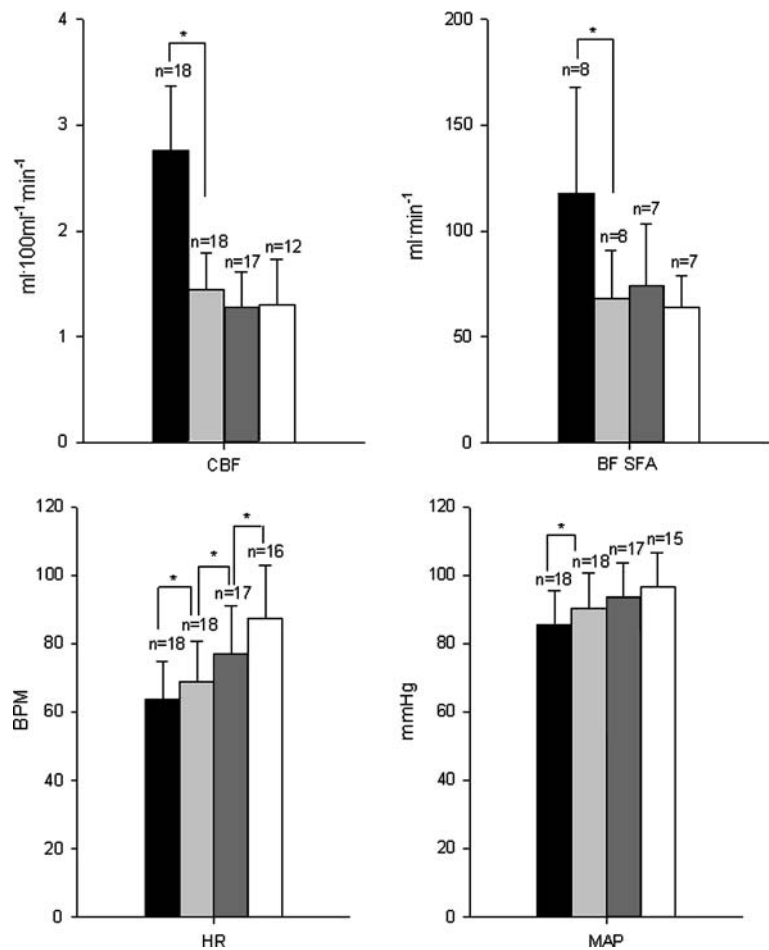 4
3
2
1
0
ml·100ml⁻¹·min⁻¹
*
n=18
n=18
n=17
n=12
CBF
200
150
100
50
0
ml·min⁻¹
*
n=8
n=8
n=7
n=7
BF SFA
120
100
80
60
40
20
0
BPM
*
*
*
n=18
n=18
n=17
n=16
HR
120
100
80
60
40
20
0
mmHg
*
n=18
n=18
n=17
n=15
MAP